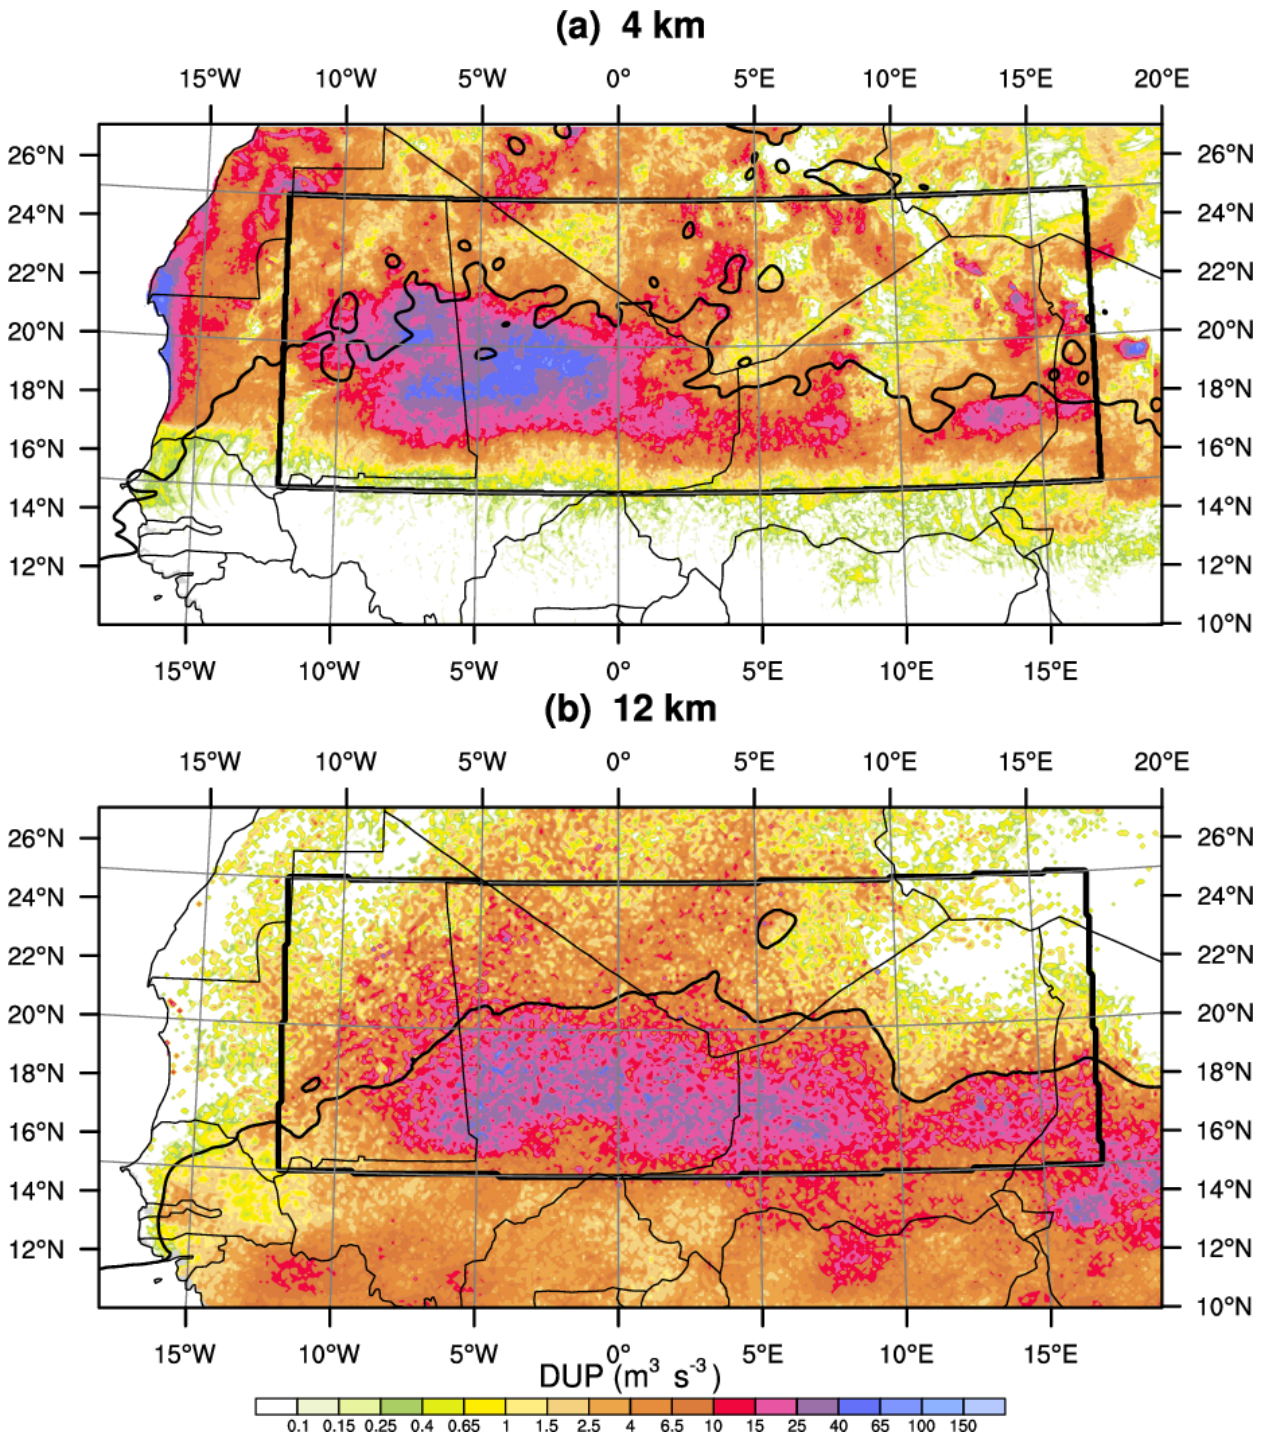 (a) 4 km
15°W 10°W 5°W 0° 5°E 10°E 15°E 20°E
26°N 26°N
24°N 24°N
22°N 22°N
20°N 20°N
18°N 18°N
16°N 16°N
14°N 14°N
12°N 12°N
10°N
15°W 10°W 5°W 0° 5°E 10°E 15°E
(b) 12 km
15°W 10°W 5°W 0° 5°E 10°E 15°E 20°E
26°N 26°N
24°N 24°N
22°N 22°N
20°N 20°N
18°N 18°N
16°N 16°N
14°N 14°N
12°N 12°N
10°N
15°W 10°W 5°W 0° 5°E 10°E 15°E
DUP (m³ s⁻³)
0.1 0.15 0.25 0.4 0.65 1 1.5 2.5 4 6.5 10 15 25 40 65 100 150